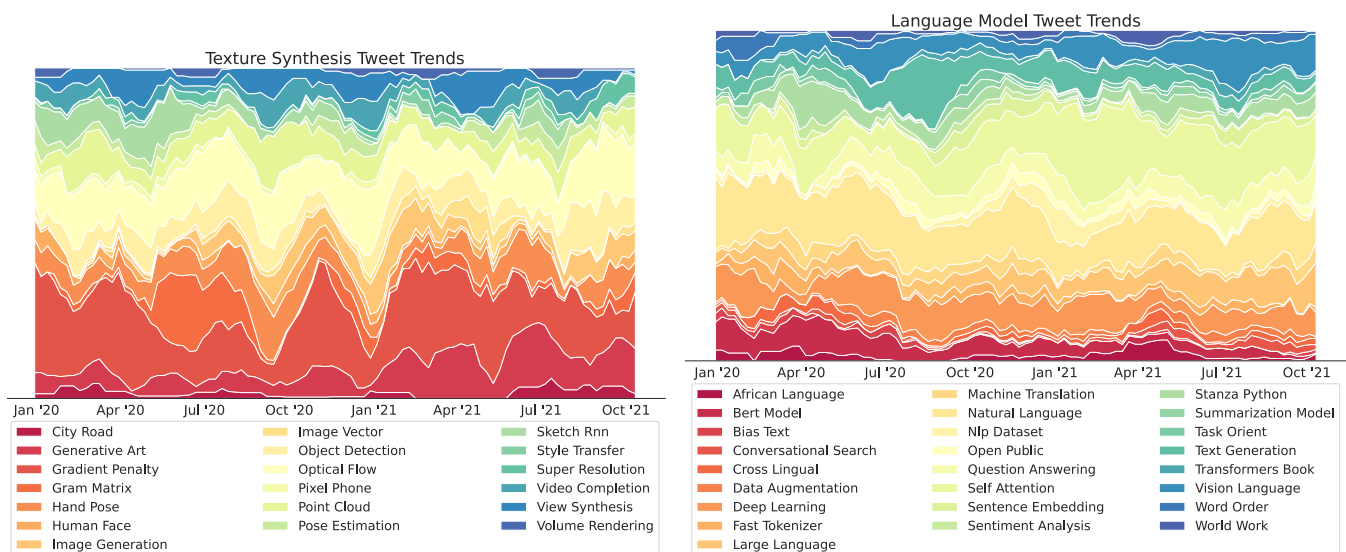 Texture Synthesis Tweet Trends
Jan '20 Apr '20 Jul '20 Oct '20 Jan '21 Apr '21 Jul '21 Oct '21
City Road Image Vector Sketch Rnn
Generative Art Object Detection Style Transfer
Gradient Penalty Optical Flow Super Resolution
Gram Matrix Pixel Phone Video Completion
Hand Pose Point Cloud View Synthesis
Human Face Pose Estimation Volume Rendering
Image Generation
Language Model Tweet Trends
Jan '20 Apr '20 Jul '20 Oct '20 Jan '21 Apr '21 Jul '21 Oct '21
African Language Machine Translation Stanza Python
Bert Model Natural Language Summarization Model
Bias Text Nlp Dataset Task Orient
Conversational Search Open Public Text Generation
Cross Lingual Question Answering Transformers Book
Data Augmentation Self Attention Vision Language
Deep Learning Sentence Embedding Word Order
Fast Tokenizer Sentiment Analysis World Work
Large Language